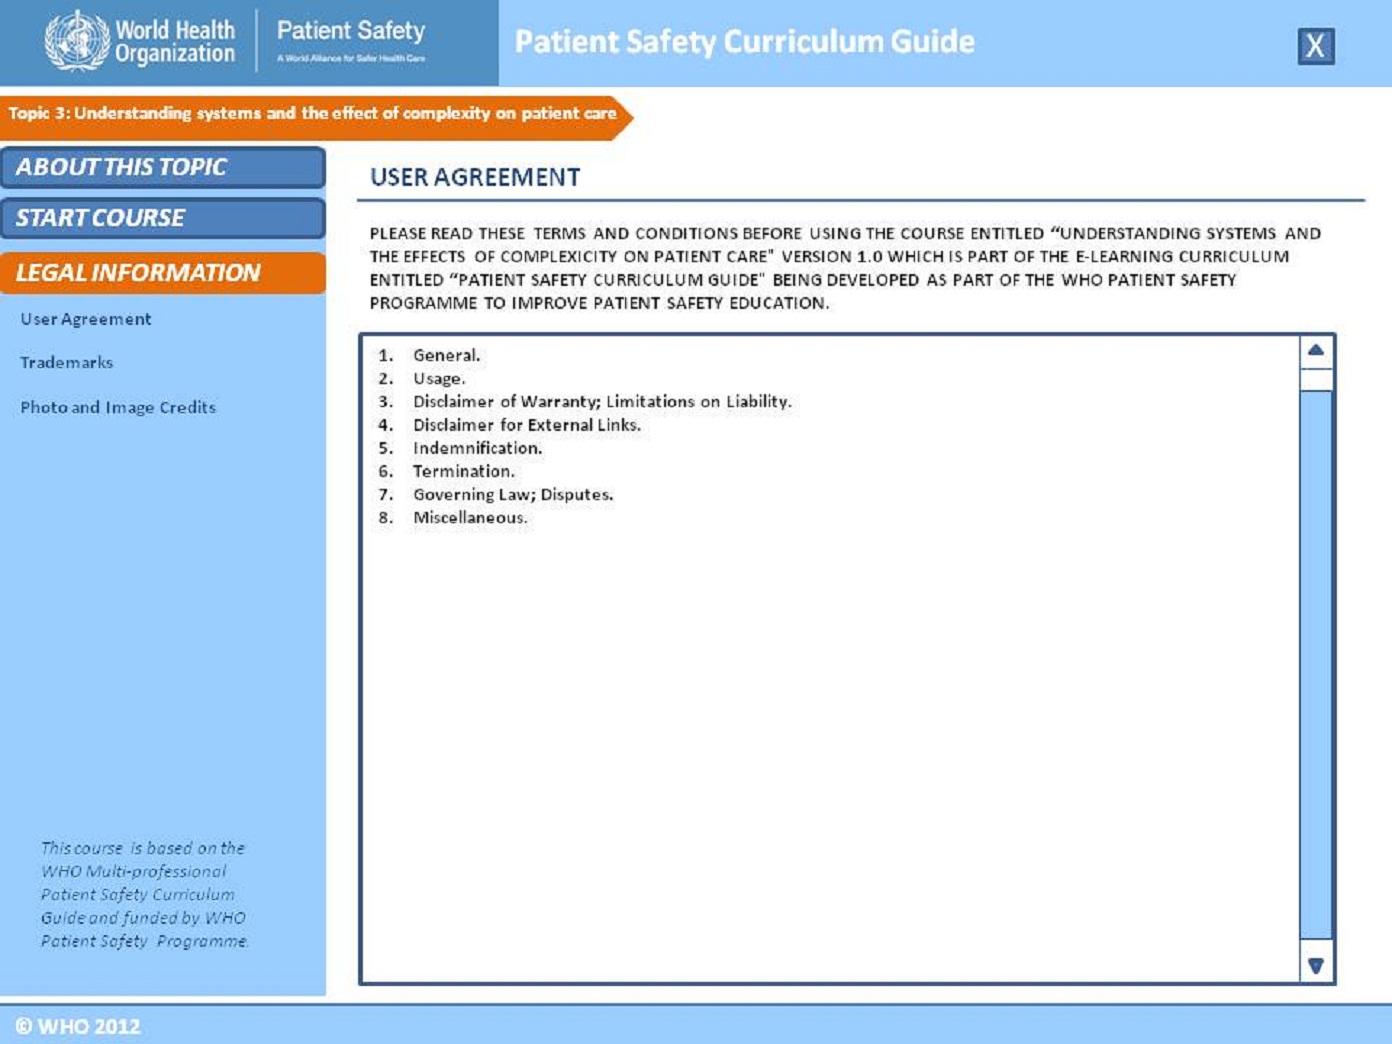 World Health
Organization
Patient Safety
A World Alliance for Safer Health Care
Patient Safety Curriculum Guide
X
Topic 3: Understanding systems and the effect of complexity on patient care
ABOUT THIS TOPIC
START COURSE
LEGAL INFORMATION
User Agreement
Trademarks
Photo and Image Credits
This course is based on the
WHO Multi-professional
Patient Safety Curriculum
Guide and funded by WHO
Patient Safety Programme.
USER AGREEMENT
PLEASE READ THESE TERMS AND CONDITIONS BEFORE USING THE COURSE ENTITLED “UNDERSTANDING SYSTEMS AND
THE EFFECTS OF COMPLEXICITY ON PATIENT CARE” VERSION 1.0 WHICH IS PART OF THE E-LEARNING CURRICULUM
ENTITLED “PATIENT SAFETY CURRICULUM GUIDE” BEING DEVELOPED AS PART OF THE WHO PATIENT SAFETY
PROGRAMME TO IMPROVE PATIENT SAFETY EDUCATION.
1. General.
2. Usage.
3. Disclaimer of Warranty; Limitations on Liability.
4. Disclaimer for External Links.
5. Indemnification.
6. Termination.
7. Governing Law; Disputes.
8. Miscellaneous.
© WHO 2012